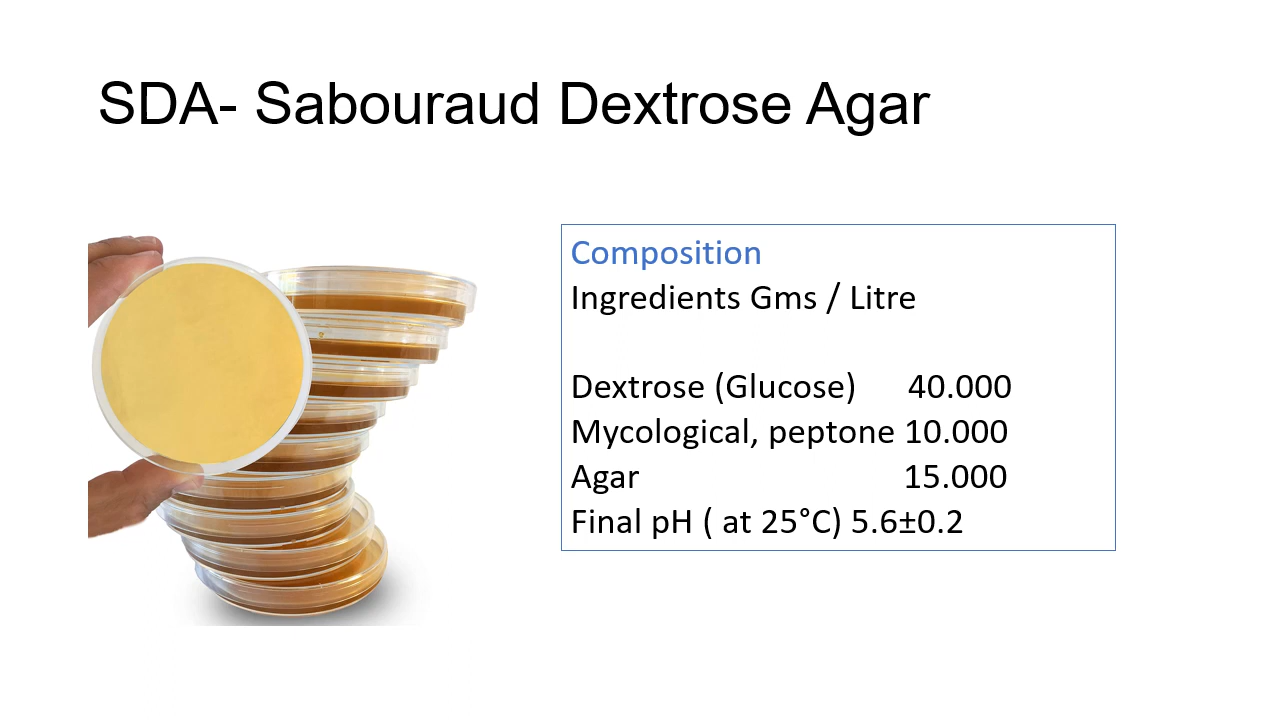 SDA- Sabouraud Dextrose Agar
Composition
Ingredients Gms / Litre
Dextrose (Glucose) 40.000
Mycological, peptone 10.000
Agar 15.000
Final pH ( at 25°C) 5.6±0.2